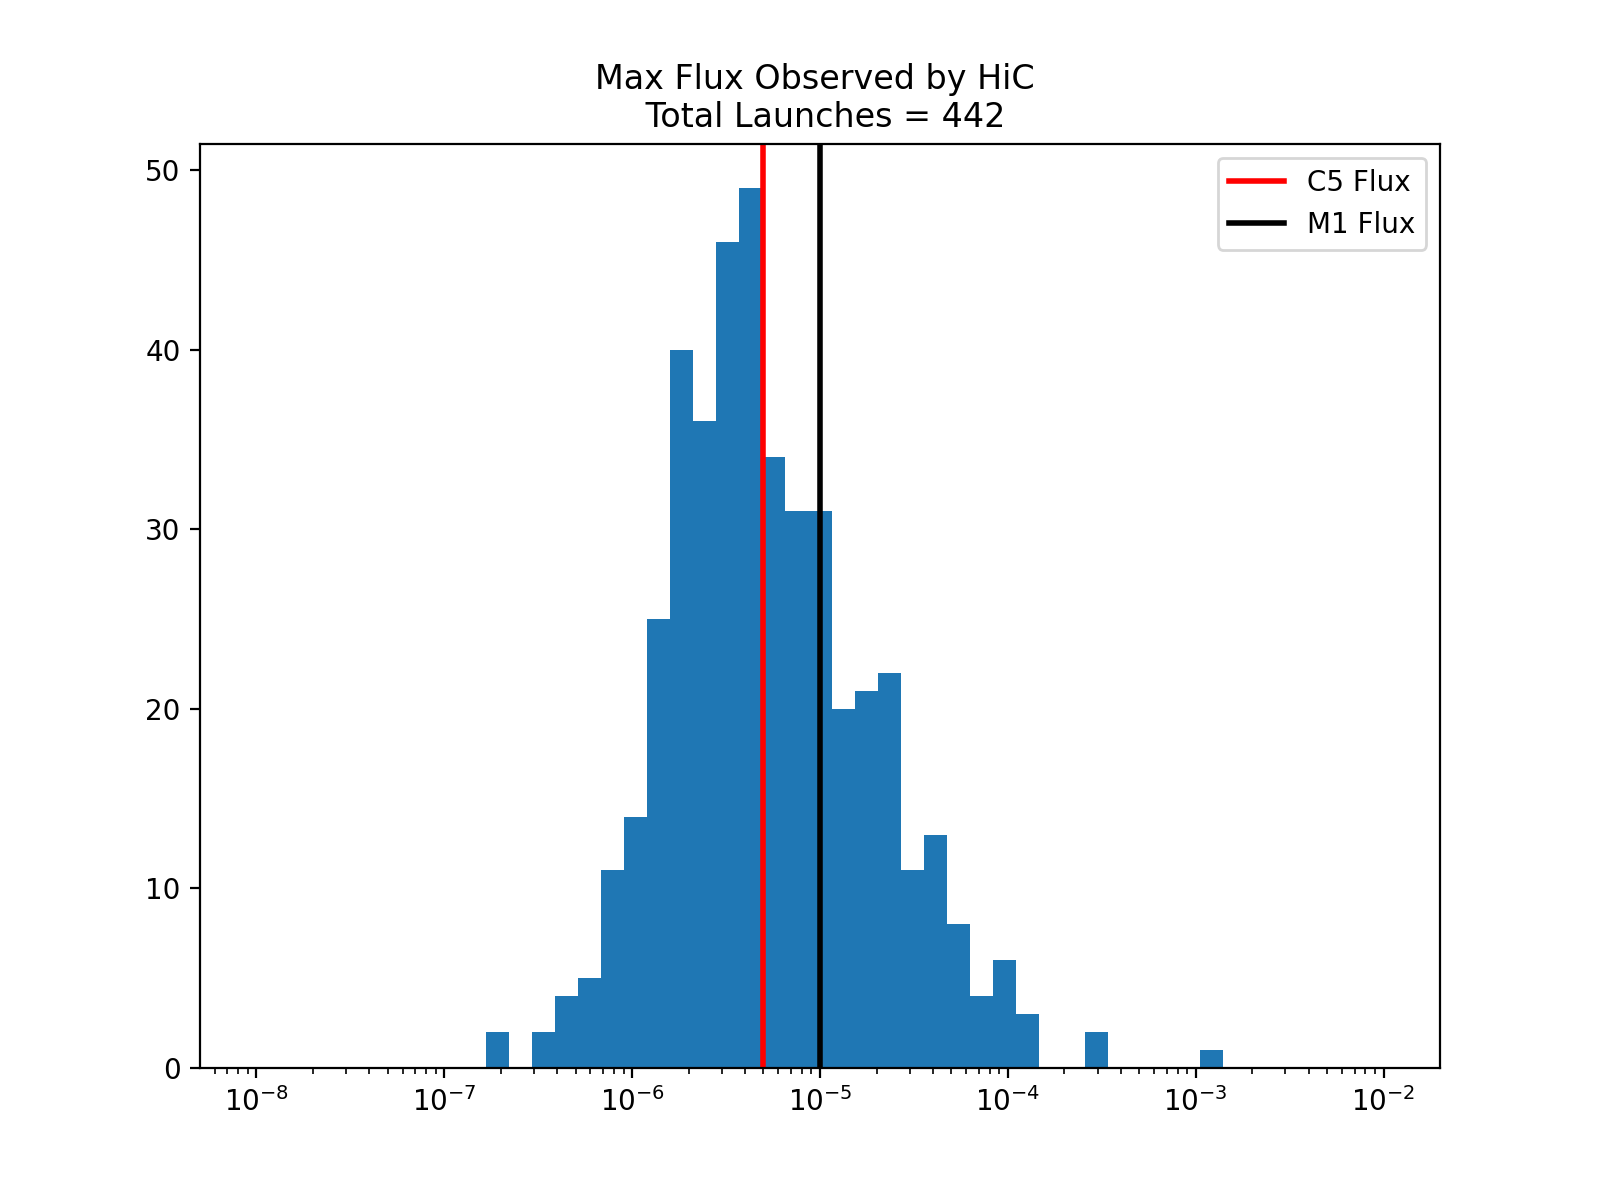 Max Flux Observed by HiC
Total Launches = 442
C5 Flux
M1 Flux
50
40
30
20
10
0
10⁻⁸ 10⁻⁷ 10⁻⁶ 10⁻⁵ 10⁻⁴ 10⁻³ 10⁻²